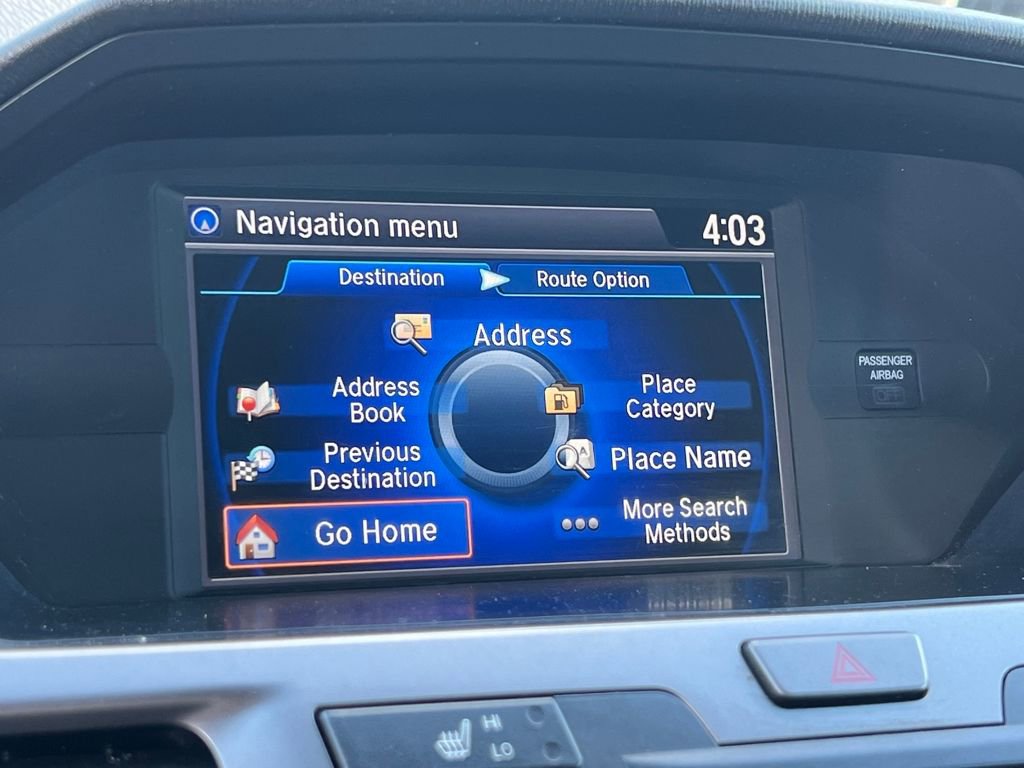 Navigation menu
4:03
Destination
Route Option
Address
Address
Book
Place
Category
Previous
Destination
Place Name
Go Home
More Search
Methods
PASSENGER
AIRBAG
OFF
HI
LO